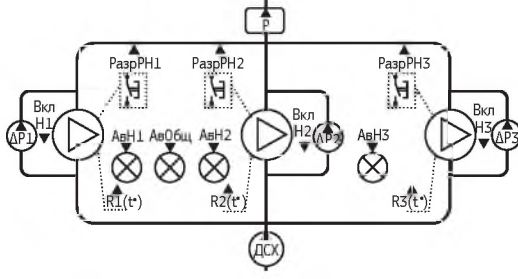 Р
РазрРН1
РазрРН2
РазрРН3
Вкл
Н1
Вкл
Н2
Вкл
Н3
ΔР1
ΔР2
ΔР3
АвН1
АвОбщ
АвН2
АвН3
R1(t°)
R2(t°)
R3(t°)
ДСХ